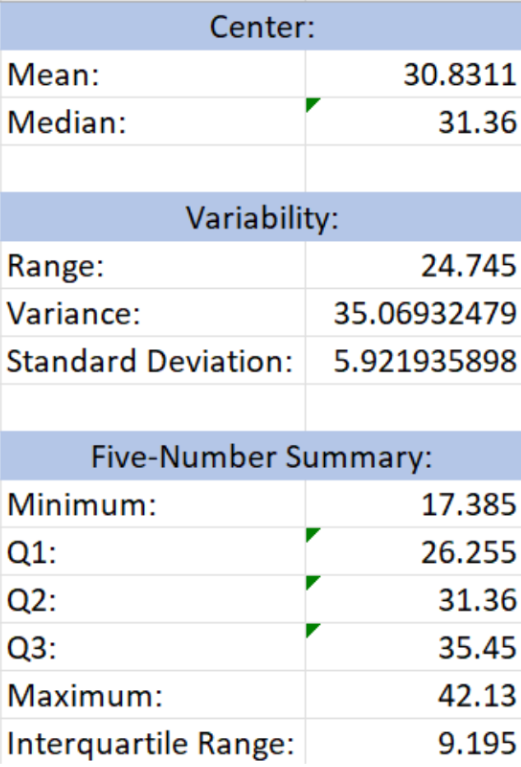 Center:
Mean: 30.8311
Median: 31.36
Variability:
Range: 24.745
Variance: 35.06932479
Standard Deviation: 5.921935898
Five-Number Summary:
Minimum: 17.385
Q1: 26.255
Q2: 31.36
Q3: 35.45
Maximum: 42.13
Interquartile Range: 9.195